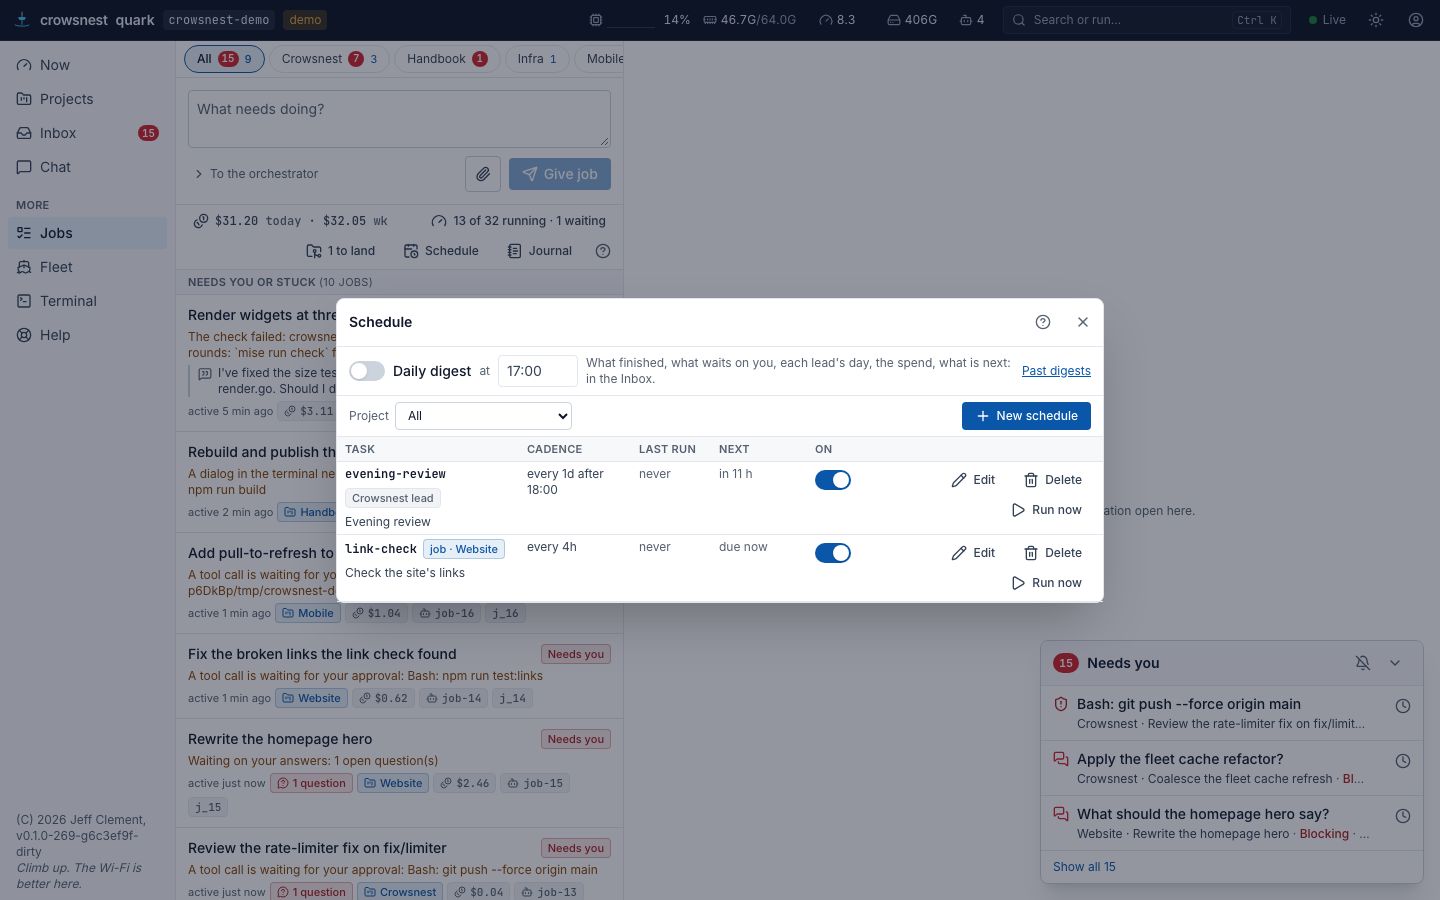 crowsnest quark crowsnest-demo demo 14% 46.7G/64.0G 8.3 406G 4 Search or run... Ctrl K Live
Now
Projects
Inbox 15
Chat
MORE
Jobs
Fleet
Terminal
Help
(C) 2026 Jeff Clement,
v0.1.0-269-g6c3ef9f-
dirty
Climb up. The Wi-Fi is
better here.
All 15 9 Crowsnest 7 3 Handbook 1 Infra 1 Mobile
What needs doing?
To the orchestrator Give job
$31.20 today · $32.05 wk 13 of 32 running · 1 waiting
1 to land Schedule Journal
NEEDS YOU OR STUCK (10 JOBS)
Render widgets at thre
The check failed: crowsne
rounds: `mise run check` f
I've fixed the size tes
render.go. Should I d
active 5 min ago $3.11
Rebuild and publish th
A dialog in the terminal ne
npm run build
active 2 min ago Handb
Add pull-to-refresh to
A tool call is waiting for yo
p6DkBp/tmp/crowsnest-d
active 1 min ago Mobile $1.04 job-16 j_16
Fix the broken links the link check found Needs you
A tool call is waiting for your approval: Bash: npm run test:links
active 1 min ago Website $0.62 job-14 j_14
Rewrite the homepage hero Needs you
Waiting on your answers: 1 open question(s)
active just now 1 question Website $2.46 job-15
j_15
Review the rate-limiter fix on fix/limiter Needs you
A tool call is waiting for your approval: Bash: git push --force origin main
active just now 1 question Crowsnest $0.04 job-13
Schedule
Daily digest at 17:00 What finished, what waits on you, each lead's day, the spend, what is next:
in the Inbox.
Past digests
Project All New schedule
TASK CADENCE LAST RUN NEXT ON
evening-review every 1d after never in 11 h Edit Delete
18:00
Crowsnest lead
Run now
Evening review
link-check job · Website every 4h never due now Edit Delete
Check the site's links
Run now
ation open here.
15 Needs you
Bash: git push --force origin main
Crowsnest · Review the rate-limiter fix on fix/limit...
Apply the fleet cache refactor?
Crowsnest · Coalesce the fleet cache refresh · Bl...
What should the homepage hero say?
Website · Rewrite the homepage hero · Blocking · ...
Show all 15